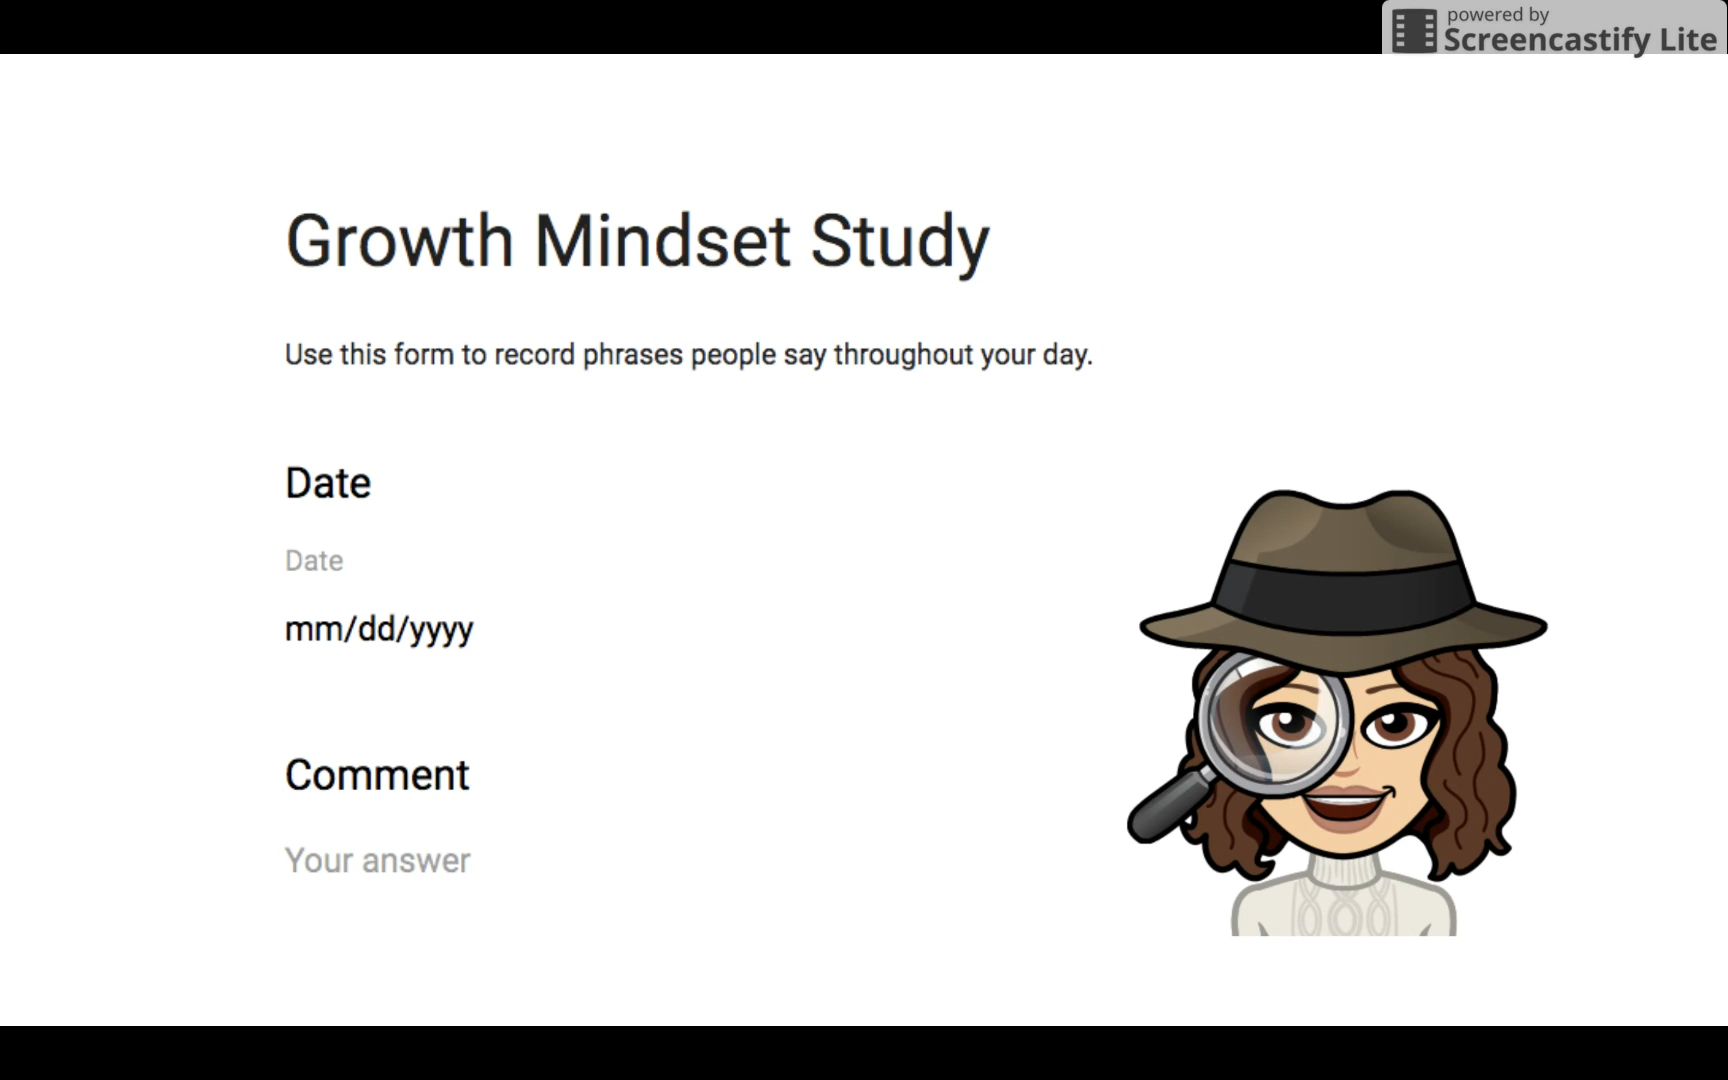 powered by
Screencastify Lite
Growth Mindset Study
Use this form to record phrases people say throughout your day.
Date
Date
mm/dd/yyyy
Comment
Your answer